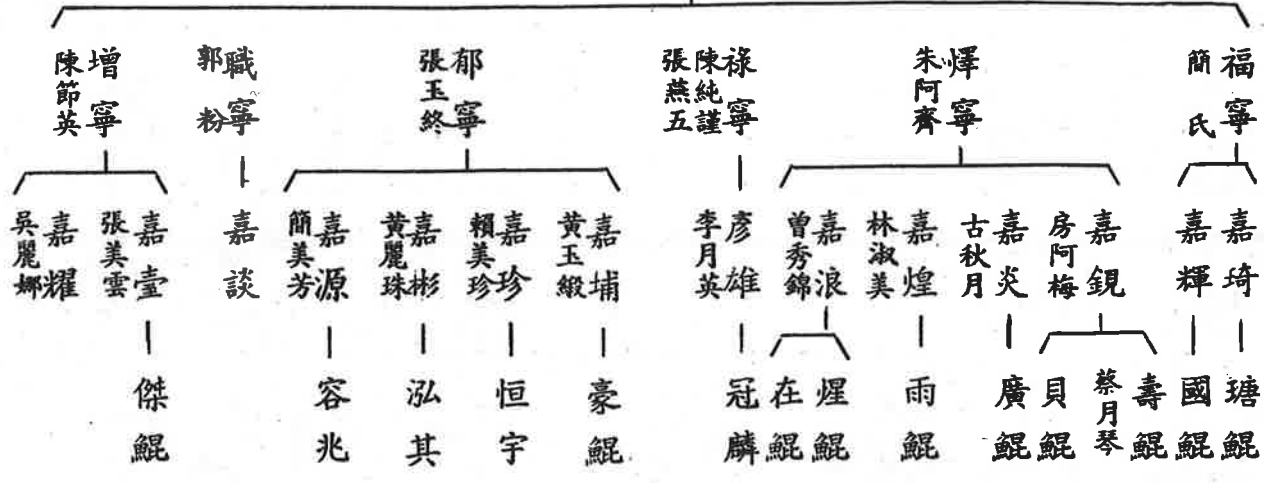 福寧
簡氏
燡寧
朱阿齊
祿寧
陳純謹
張燕五
郁寧
張玉終
職寧
郭粉
增寧
陳節英
嘉琦
嘉輝
嘉鋧
房阿梅
嘉炎
古秋月
嘉煌
林淑美
嘉浪
曾秀錦
彥雄
李月英
嘉埔
黃玉緞
嘉珍
賴美珍
嘉彬
黃麗珠
嘉源
簡美芳
嘉談
嘉臺
張美雲
嘉耀
吳麗娜
瑭鯤
國鯤
壽鯤
蔡月琴
貝鯤
廣鯤
雨鯤
煋鯤
在鯤
冠麟
豪鯤
恒宇
泓其
容兆
傑鯤